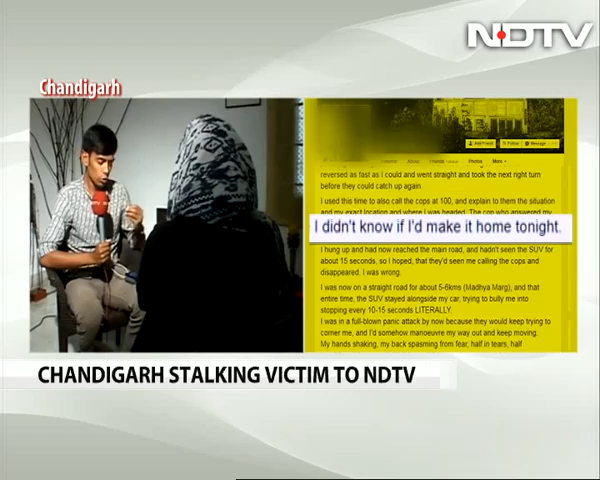 NDTV
Chandigarh
Add Friend Follow Message
About Friends Photos More
reversed as fast as I could and went straight and took the next right turn
before they could catch up again.
I used this time to also call the cops at 100, and explain to them the situation
and my exact location and where I was headed. The cop who answered my
I didn't know if I'd make it home tonight.
I hung up and had now reached the main road, and hadn't seen the SUV for
about 15 seconds, so I hoped, that they'd seen me calling the cops and
disappeared. I was wrong.
I was now on a straight road for about 5-6kms (Madhya Marg), and that
entire time, the SUV stayed alongside my car, trying to bully me into
stopping every 10-15 seconds LITERALLY.
I was in a full-blown panic attack by now because they would keep trying to
corner me, and I'd somehow manoeuvre my way out and keep moving.
My hands shaking, my back spasming from fear, half in tears, half
CHANDIGARH STALKING VICTIM TO NDTV